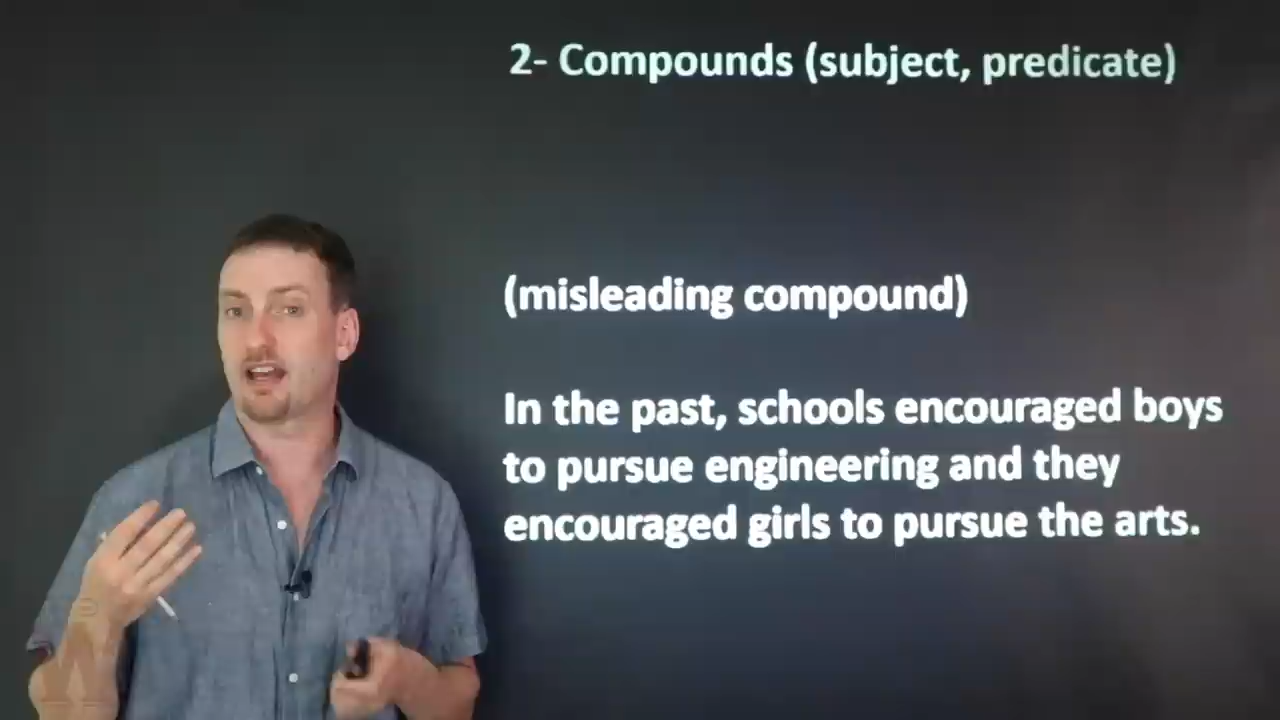 2- Compounds (subject, predicate)
(misleading compound)
In the past, schools encouraged boys
to pursue engineering and they
encouraged girls to pursue the arts.